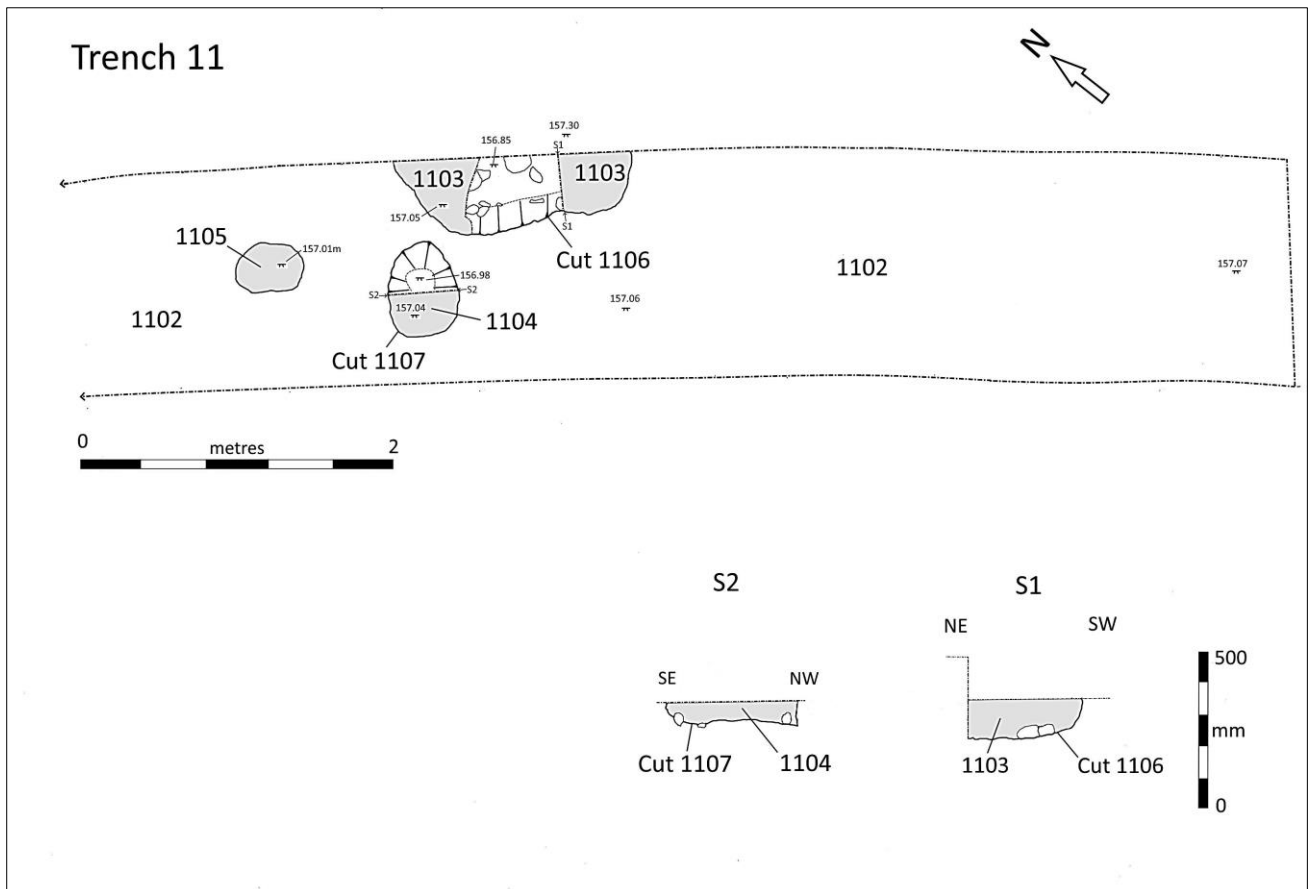 Trench 11
N
157.30
156.85
S1
1103
1103
157.05
S1
Cut 1106
1105
157.01m
1102
157.07
156.98
S2
S2
157.06
1102
157.04
1104
Cut 1107
0
metres
2
S2
S1
NE
SW
SE
NW
500
mm
0
Cut 1107
1104
1103
Cut 1106